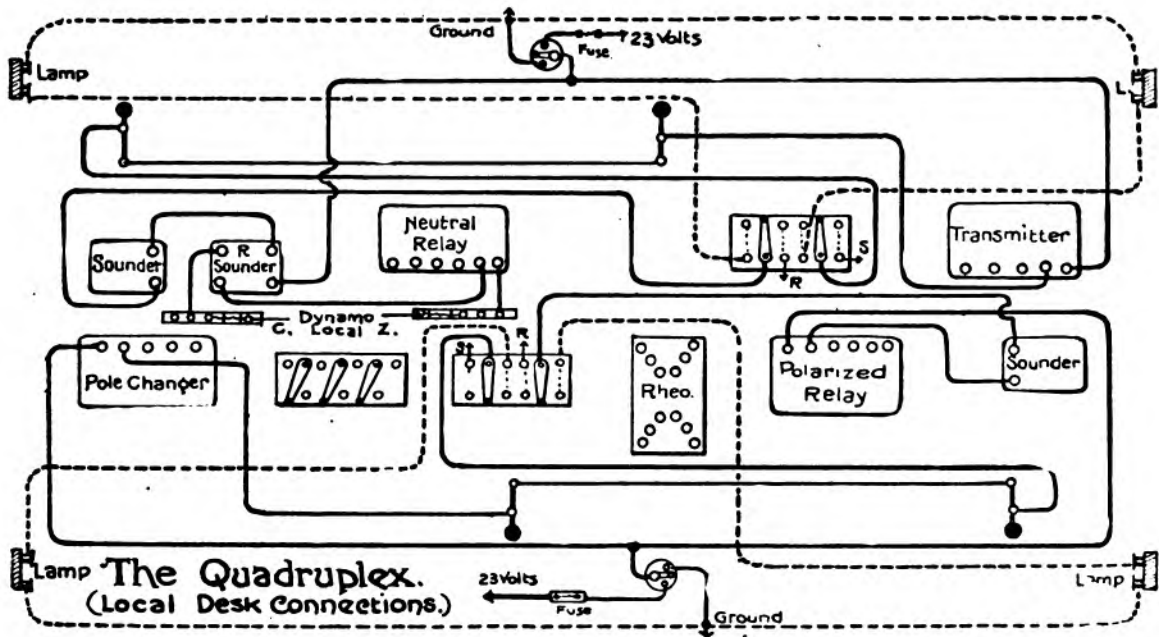 Ground
23 Volts
Fuse
Lamp
L
Neutral
Relay
Transmitter
Sounder
R
Sounder
S
R
Dynamo
C. Local Z.
Pole Changer
S
R
Rheo.
Polarized
Relay
Sounder
Lamp
The Quadruplex.
(Local Desk Connections.)
23 Volts
Fuse
Ground
Lamp